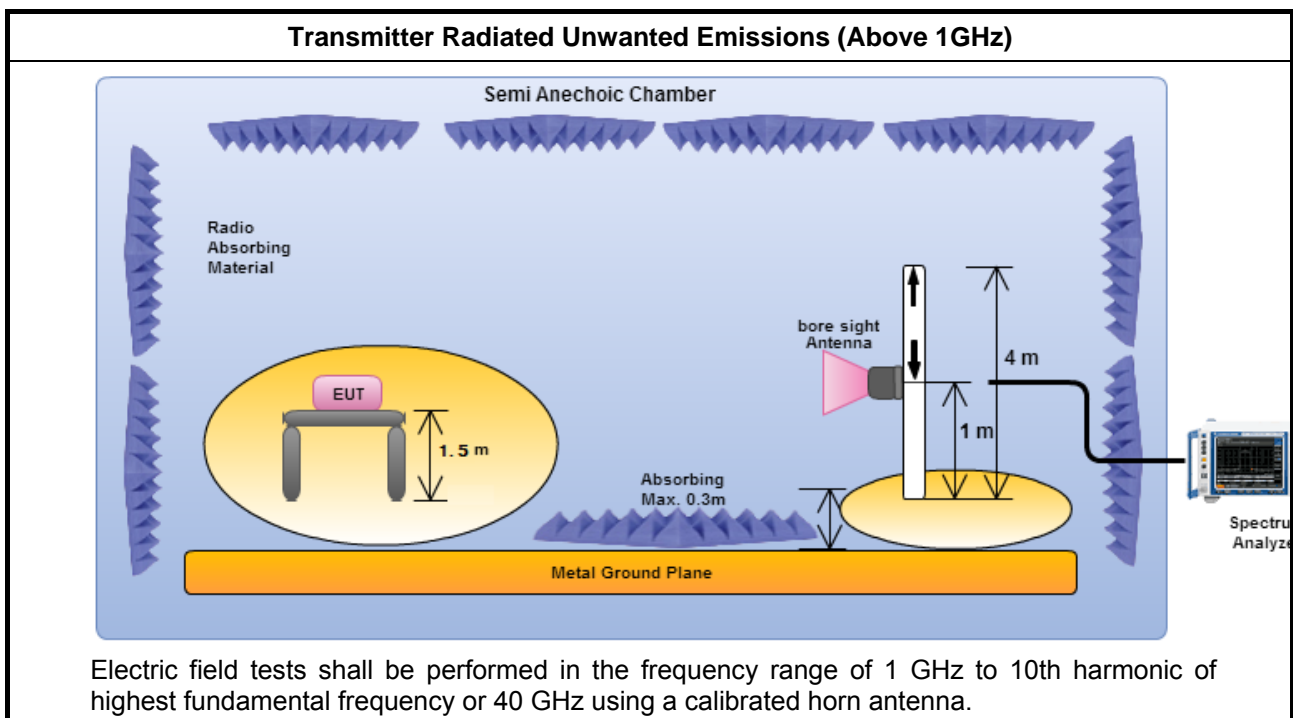 Transmitter Radiated Unwanted Emissions (Above 1GHz)
Semi Anechoic Chamber
Radio
Absorbing
Material
bore sight
Antenna
4 m
EUT
1 m
1. 5 m
Absorbing
Max. 0.3m
Spectru
Analyze
Metal Ground Plane
Electric field tests shall be performed in the frequency range of 1 GHz to 10th harmonic of
highest fundamental frequency or 40 GHz using a calibrated horn antenna.